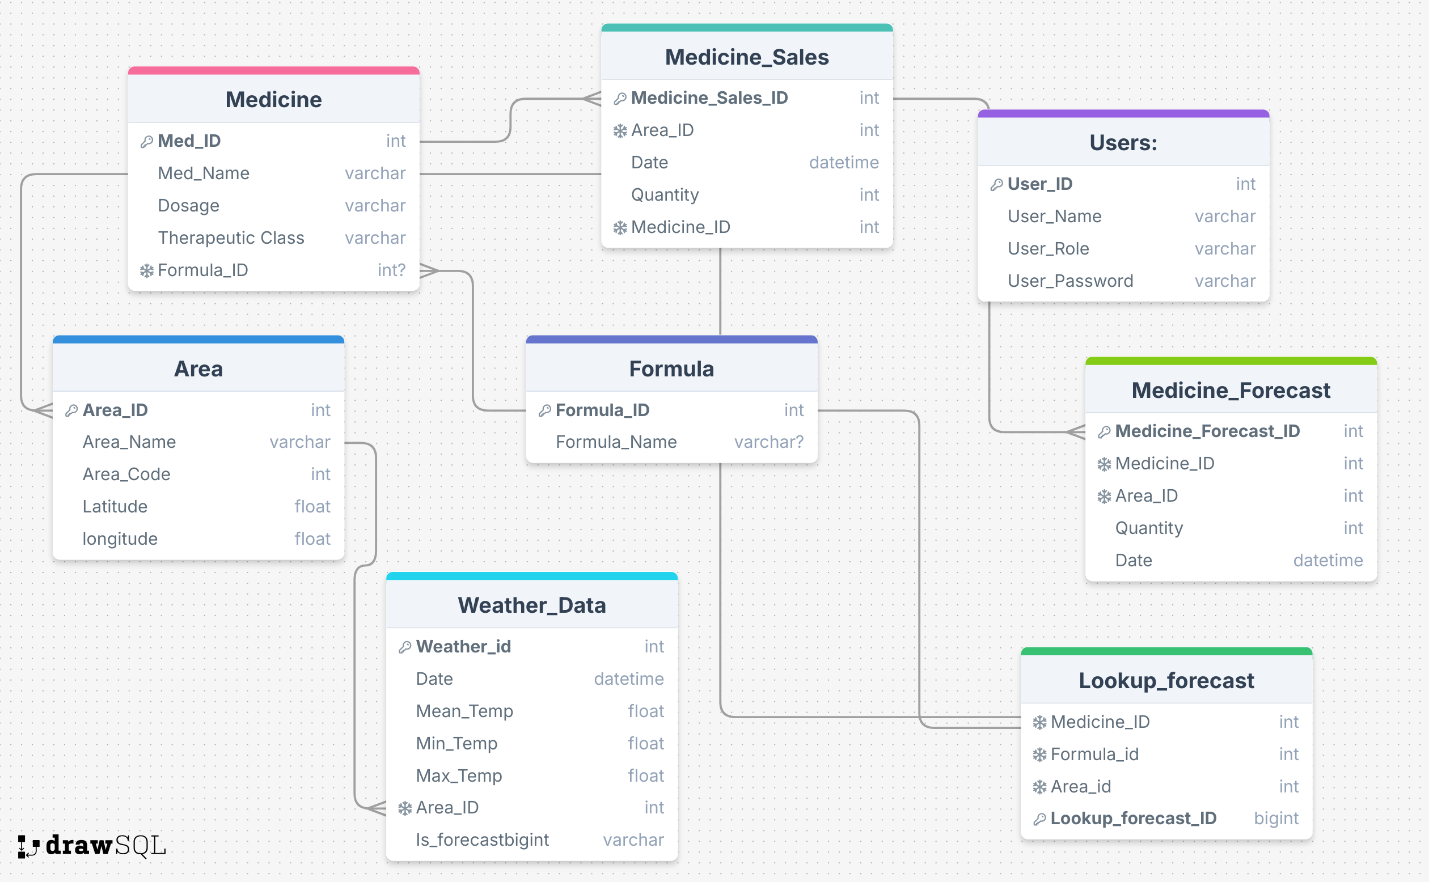 Medicine
Med_ID int
Med_Name varchar
Dosage varchar
Therapeutic Class varchar
Formula_ID int?
Medicine_Sales
Medicine_Sales_ID int
Area_ID int
Date datetime
Quantity int
Medicine_ID int
Users:
User_ID int
User_Name varchar
User_Role varchar
User_Password varchar
Area
Area_ID int
Area_Name varchar
Area_Code int
Latitude float
longitude float
Formula
Formula_ID int
Formula_Name varchar?
Medicine_Forecast
Medicine_Forecast_ID int
Medicine_ID int
Area_ID int
Quantity int
Date datetime
Weather_Data
Weather_id int
Date datetime
Mean_Temp float
Min_Temp float
Max_Temp float
Area_ID int
Is_forecastbigint varchar
Lookup_forecast
Medicine_ID int
Formula_id int
Area_id int
Lookup_forecast_ID bigint
drawSQL